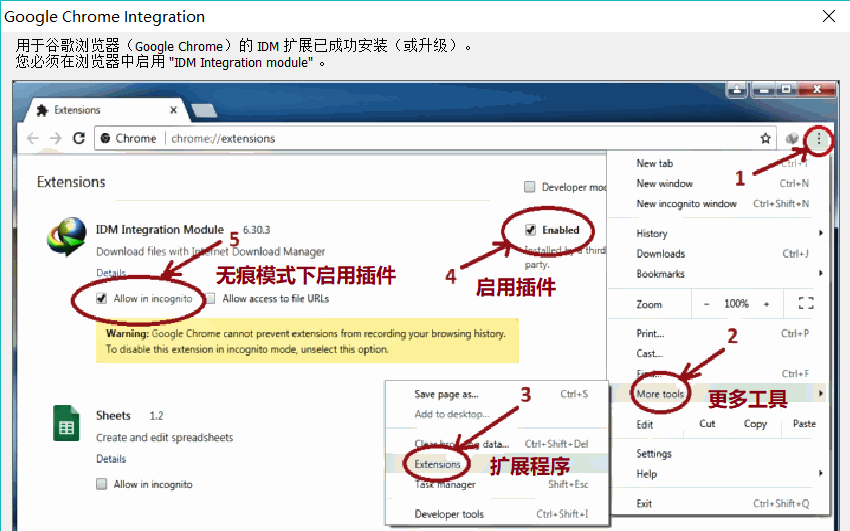 Google Chrome Integration
用于谷歌浏览器（Google Chrome）的 IDM 扩展已成功安装（或升级）。
您必须在浏览器中启用 "IDM Integration module" 。
Extensions
Chrome chrome://extensions
1
Extensions
Developer mod
IDM Integration Module 6.30.3
Download files with Internet Download Manager
Details
5
无痕模式下启用插件
Allow in incognito
Allow access to file URLs
Enabled
installed by a third
party.
4
启用插件
Warning: Google Chrome cannot prevent extensions from recording your browsing history.
To disable this extension in incognito mode, unselect this option.
Sheets 1.2
Create and edit spreadsheets
Details
Allow in incognito
New tab Ctrl+T
New window Ctrl+N
New incognito window Ctrl+Shift+N
History
Downloads Ctrl+J
Bookmarks
Zoom − 100% +
Print... Ctrl+P
Cast...
Find... Ctrl+F
2
More tools
更多工具
Edit Cut Copy Paste
Settings
Help
Exit Ctrl+Shift+Q
Save page as... Ctrl+S
Add to desktop...
3
Clear browsing data... Ctrl+Shift+Del
Extensions
扩展程序
Task manager Shift+Esc
Developer tools Ctrl+Shift+I